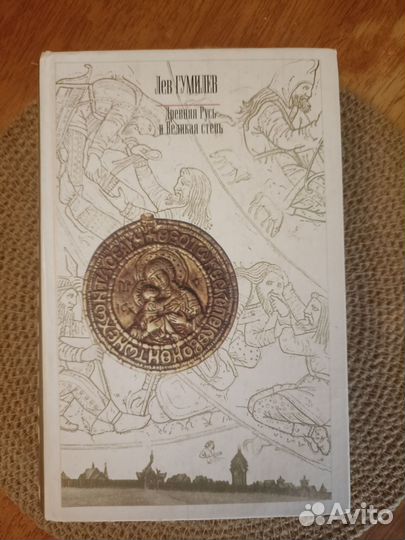 Лев ГУМИЛЕВ
Древняя Русь
и Великая степь
Avito